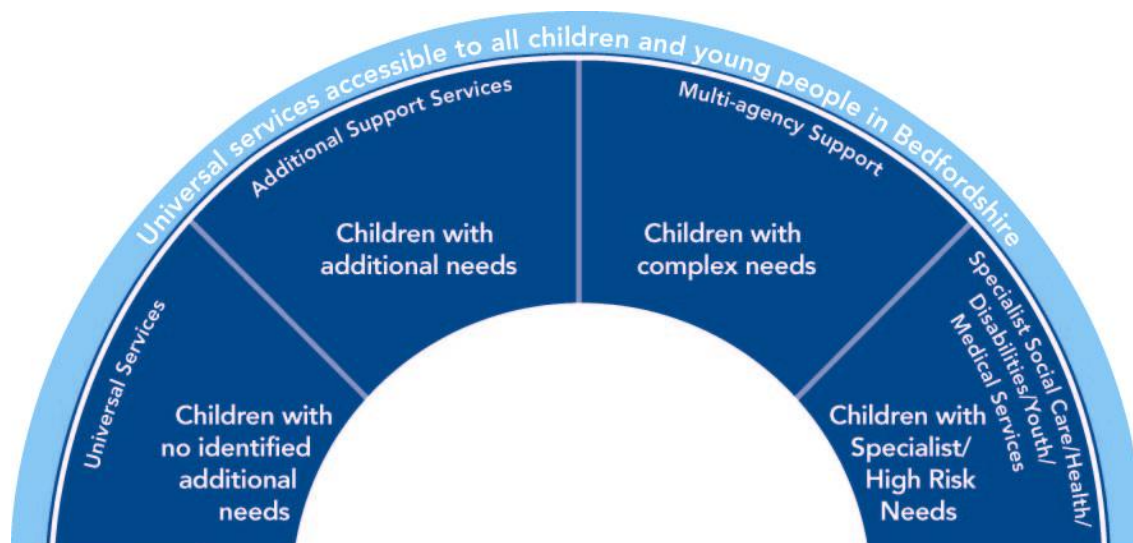 Universal services accessible to all children and young people in Bedfordshire
Universal Services
Children with
no identified
additional
needs
Additional Support Services
Children with
additional needs
Multi-agency Support
Children with
complex needs
Specialist Social Care/Health/
Disabilities/Youth/
Medical Services
Children with
Specialist/
High Risk
Needs